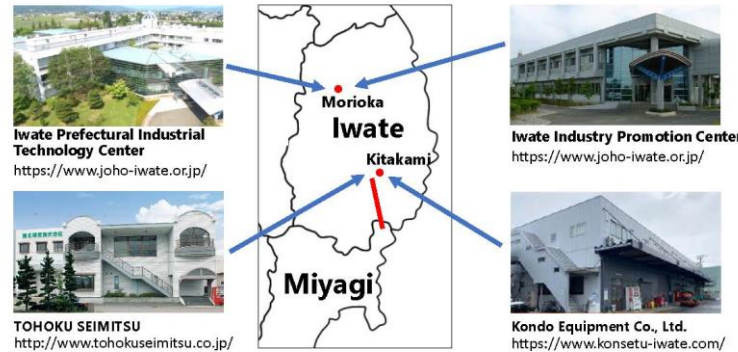 Iwate Prefectural Industrial
Technology Center
https://www.joho-iwate.or.jp/
Morioka
Iwate
Kitakami
Miyagi
Iwate Industry Promotion Center
https://www.joho-iwate.or.jp/
TOHOKU SEIMITSU
http://www.tohokuseimitsu.co.jp/
Kondo Equipment Co., Ltd.
https://www.konsetu-iwate.com/